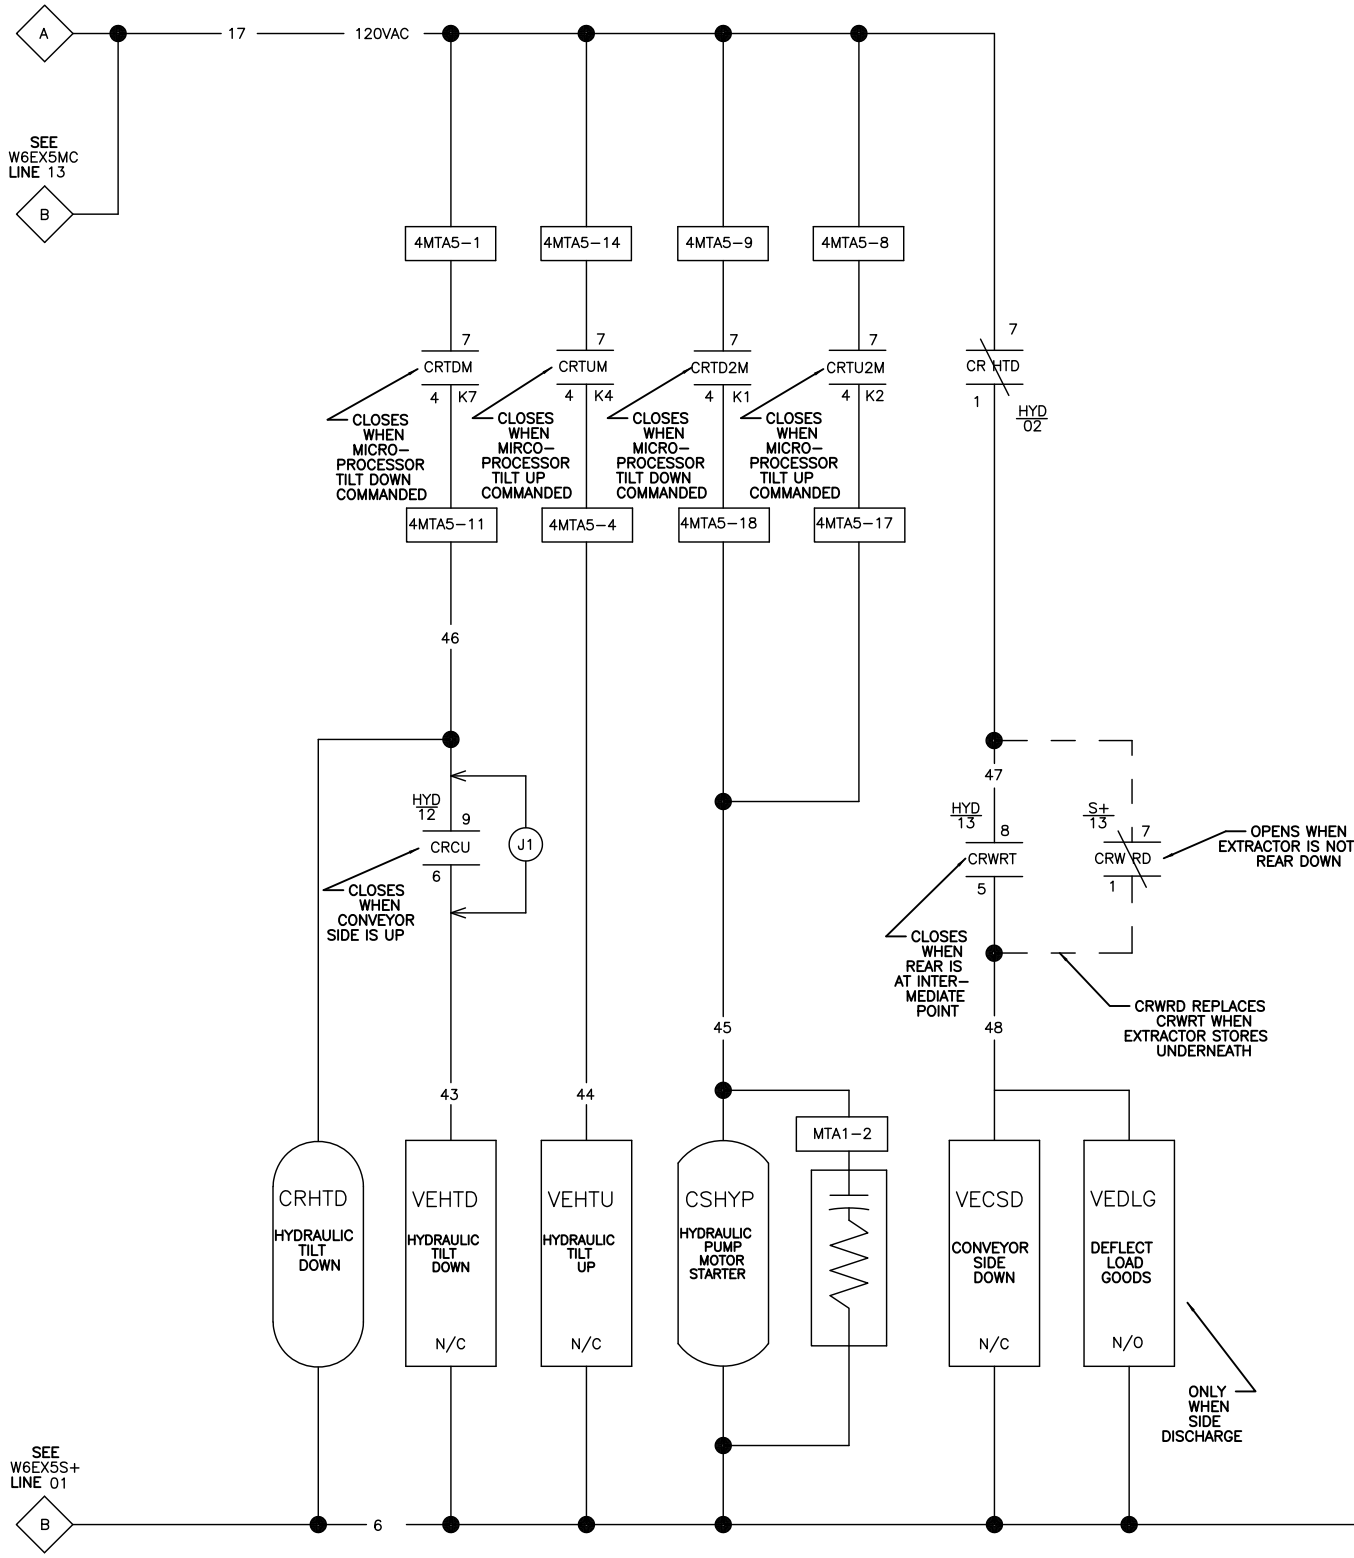 A
17
120VAC
SEE
W6EX5MC
LINE 13
B
4MTA5-1
4MTA5-14
4MTA5-9
4MTA5-8
7
CRTDM
4 K7
CLOSES
WHEN
MICRO-
PROCESSOR
TILT DOWN
COMMANDED
7
CRTUM
4 K4
CLOSES
WHEN
MIRCO-
PROCESSOR
TILT UP
COMMANDED
7
CRTD2M
4 K1
CLOSES
WHEN
MICRO-
PROCESSOR
TILT DOWN
COMMANDED
7
CRTU2M
4 K2
CLOSES
WHEN
MICRO-
PROCESSOR
TILT UP
COMMANDED
7
CR HTD
1
HYD
02
4MTA5-11
4MTA5-4
4MTA5-18
4MTA5-17
46
HYD
12
9
CRCU
6
J1
CLOSES
WHEN
CONVEYOR
SIDE IS UP
47
HYD
13
8
CRWRT
5
CLOSES
WHEN
REAR IS
AT INTER-
MEDIATE
POINT
S+
13
7
CRW RD
1
OPENS WHEN
EXTRACTOR IS NOT
REAR DOWN
CRWRD REPLACES
CRWRT WHEN
EXTRACTOR STORES
UNDERNEATH
45
48
43
44
MTA1-2
CRHTD
HYDRAULIC
TILT
DOWN
VEHTD
HYDRAULIC
TILT
DOWN
N/C
VEHTU
HYDRAULIC
TILT
UP
N/C
CSHYP
HYDRAULIC
PUMP
MOTOR
STARTER
VECSD
CONVEYOR
SIDE
DOWN
N/C
VEDLG
DEFLECT
LOAD
GOODS
N/O
ONLY
WHEN
SIDE
DISCHARGE
SEE
W6EX5S+
LINE 01
B
6